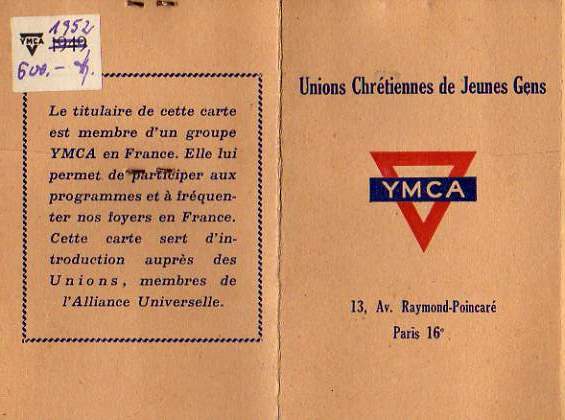 YMCA 1952
1949
600.-
Le titulaire de cette carte
est membre d'un groupe
YMCA en France. Elle lui
permet de participer aux
programmes et à fréquen-
ter nos foyers en France.
Cette carte sert d'in-
troduction auprès des
Unions, membres de
l'Alliance Universelle.
Unions Chrétiennes de Jeunes Gens
YMCA
13, Av. Raymond-Poincaré
Paris 16e